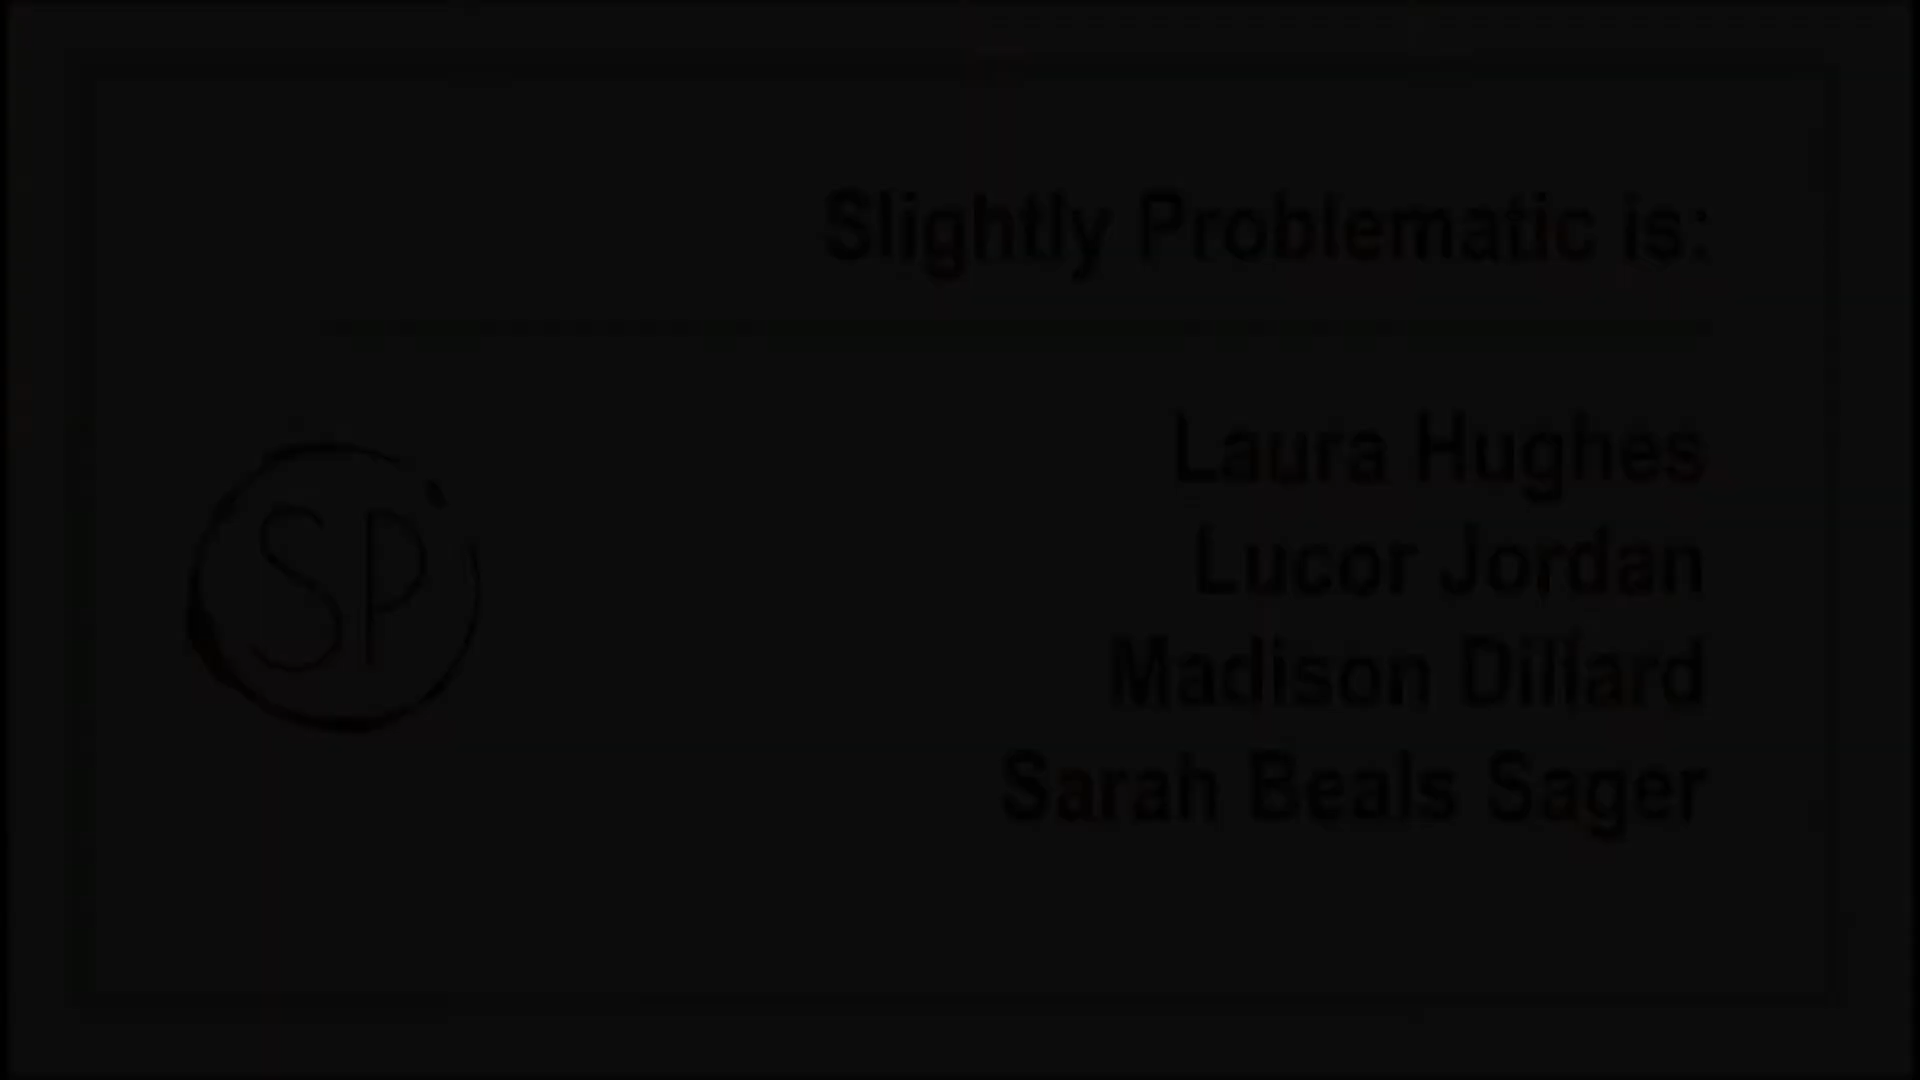 Slightly Problematic is:
SP
Laura Hughes
Lucor Jordan
Madison Dillard
Sarah Beals Sager